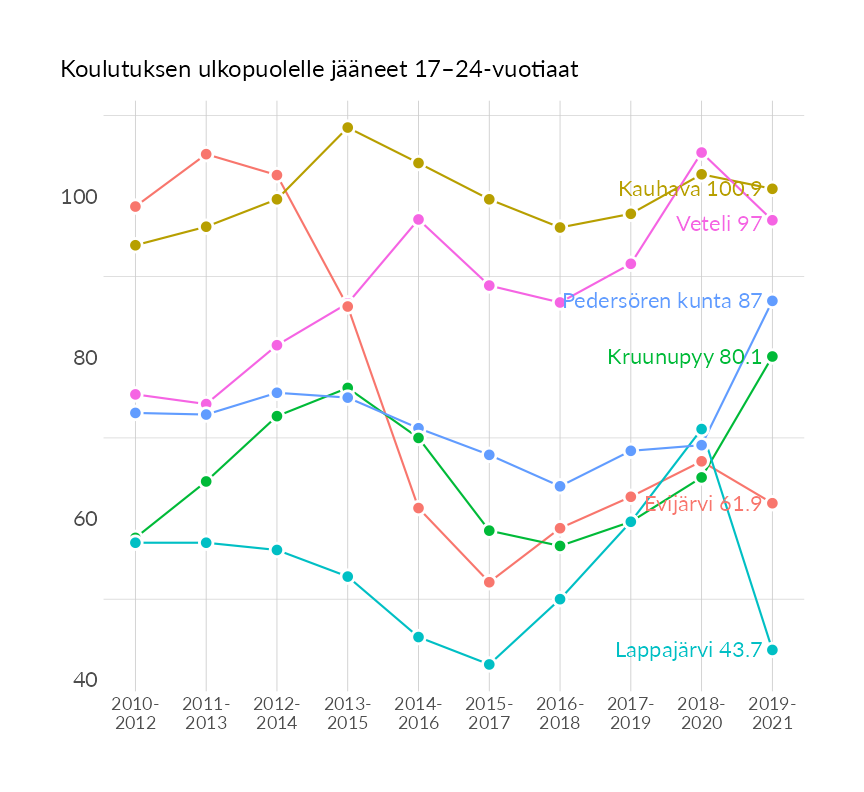 Koulutuksen ulkopuolelle jääneet 17–24-vuotiaat
100
80
60
40
Kauhava 100.9
Veteli 97
Pedersören kunta 87
Kruunupyy 80.1
Evijärvi 61.9
Lappajärvi 43.7
2010- 2011- 2012- 2013- 2014- 2015- 2016- 2017- 2018- 2019-
2012 2013 2014 2015 2016 2017 2018 2019 2020 2021